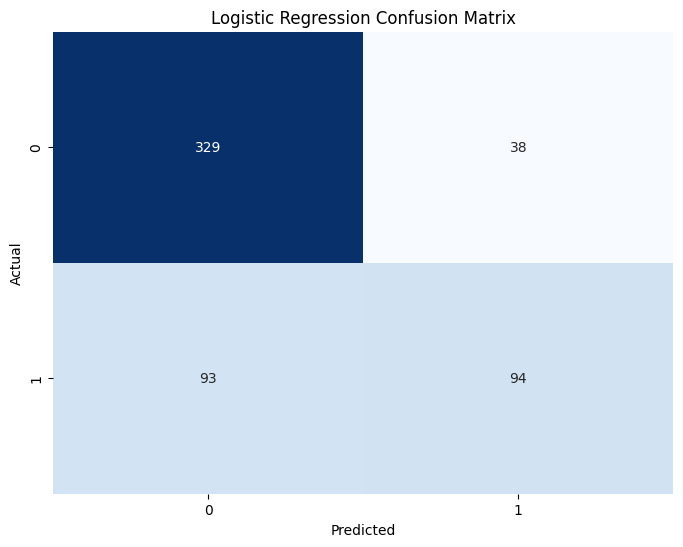 Logistic Regression Confusion Matrix
Actual
0
329
38
1
93
94
0
1
Predicted